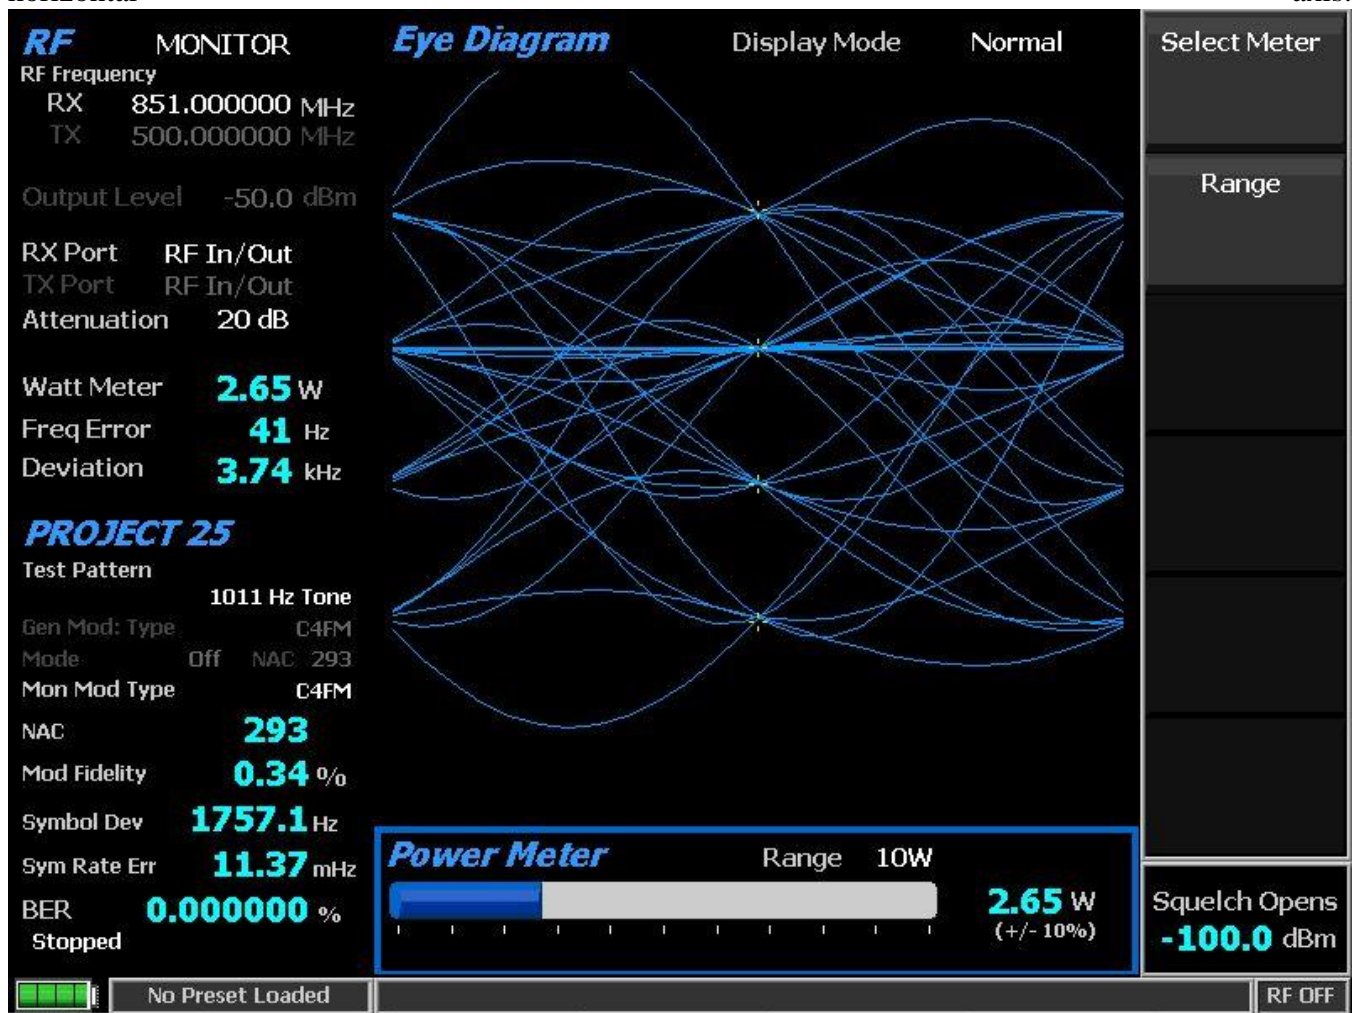 RF MONITOR
RF Frequency
RX 851.000000 MHz
TX 500.000000 MHz
Output Level -50.0 dBm
RX Port RF In/Out
TX Port RF In/Out
Attenuation 20 dB
Watt Meter 2.65 W
Freq Error 41 Hz
Deviation 3.74 kHz
PROJECT 25
Test Pattern
1011 Hz Tone
Gen Mod: Type C4FM
Mode Off NAC 293
Mon Mod Type C4FM
NAC 293
Mod Fidelity 0.34 %
Symbol Dev 1757.1 Hz
Sym Rate Err 11.37 mHz
BER 0.000000 %
Stopped
Eye Diagram Display Mode Normal
Power Meter Range 10W
2.65 W
(+/- 10%)
Select Meter
Range
Squelch Opens
-100.0 dBm
No Preset Loaded
RF OFF